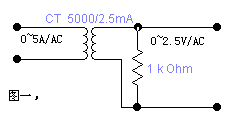 CT 5000/2.5mA
0~5A/AC
0~2.5V/AC
1 k Ohm
图一，